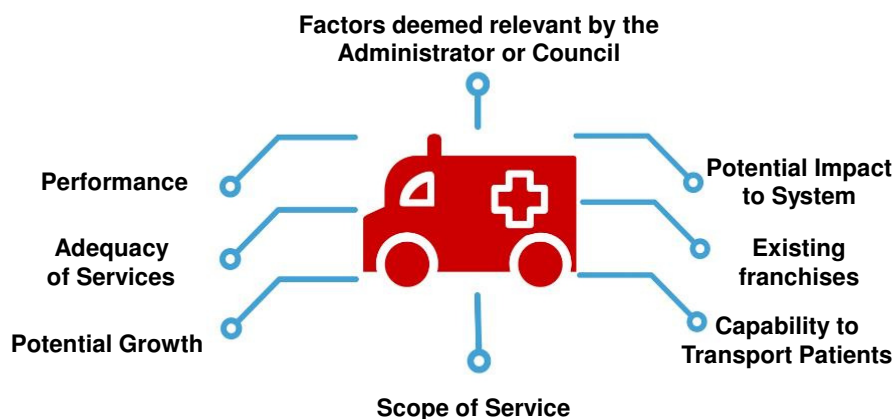 Factors deemed relevant by the
Administrator or Council
Performance
Adequacy
of Services
Potential Growth
Potential Impact
to System
Existing
franchises
Capability to
Transport Patients
Scope of Service